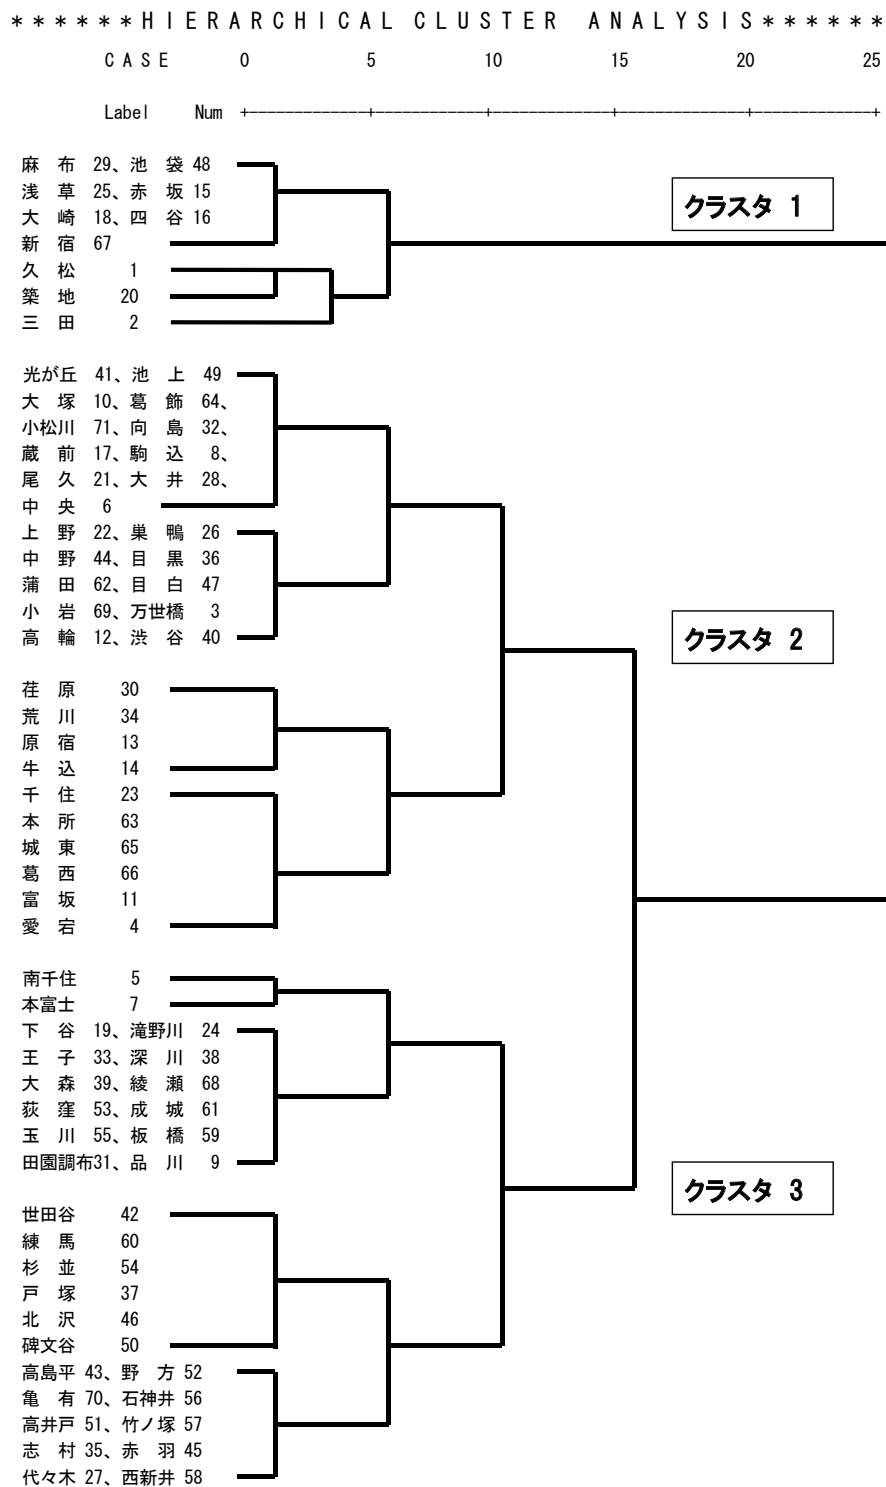 * * * * * * H I E R A R C H I C A L  C L U S T E R  A N A L Y S I S * * * * * *
C A S E 0 5 10 15 20 25
Label Num +---------+---------+---------+---------+---------+
麻 布 29、池 袋 48
浅 草 25、赤 坂 15
クラスタ 1
大 崎 18、四 谷 16
新 宿 67
久 松 1
築 地 20
三 田 2
光が丘 41、池 上 49
大 塚 10、葛 飾 64、
小松川 71、向 島 32、
蔵 前 17、駒 込 8、
尾 久 21、大 井 28、
中 央 6
上 野 22、巣 鴨 26
中 野 44、目 黒 36
蒲 田 62、目 白 47
小 岩 69、万世橋 3
高 輪 12、渋 谷 40
クラスタ 2
荏 原 30
荒 川 34
原 宿 13
牛 込 14
千 住 23
本 所 63
城 東 65
葛 西 66
富 坂 11
愛 宕 4
南千住 5
本富士 7
下 谷 19、滝野川 24
王 子 33、深 川 38
大 森 39、綾 瀬 68
荻 窪 53、成 城 61
玉 川 55、板 橋 59
田園調布31、品 川 9
クラスタ 3
世田谷 42
練 馬 60
杉 並 54
戸 塚 37
北 沢 46
碑文谷 50
高島平 43、野 方 52
亀 有 70、石神井 56
高井戸 51、竹ノ塚 57
志 村 35、赤 羽 45
代々木 27、西新井 58